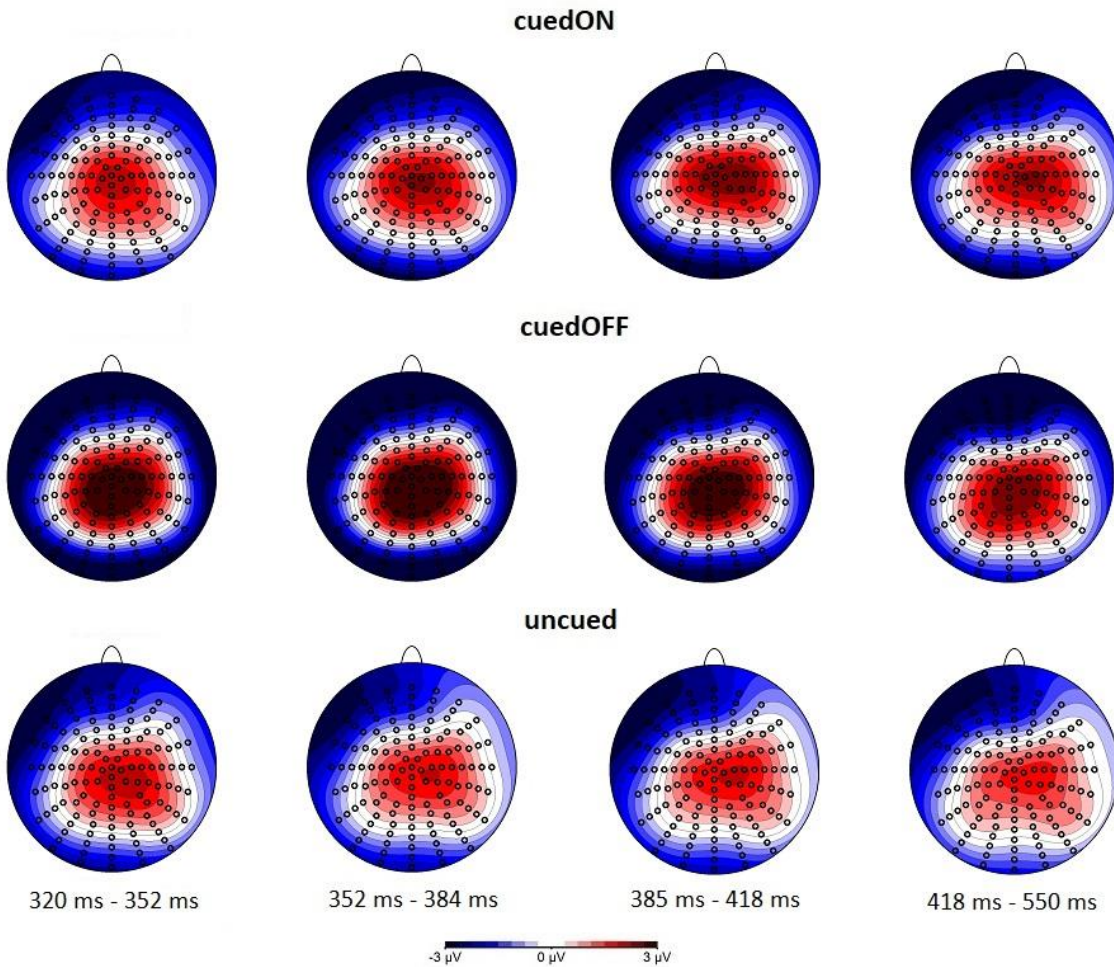 cuedON
cuedOFF
uncued
320 ms - 352 ms
352 ms - 384 ms
385 ms - 418 ms
418 ms - 550 ms
-3 µV 0 µV 3 µV